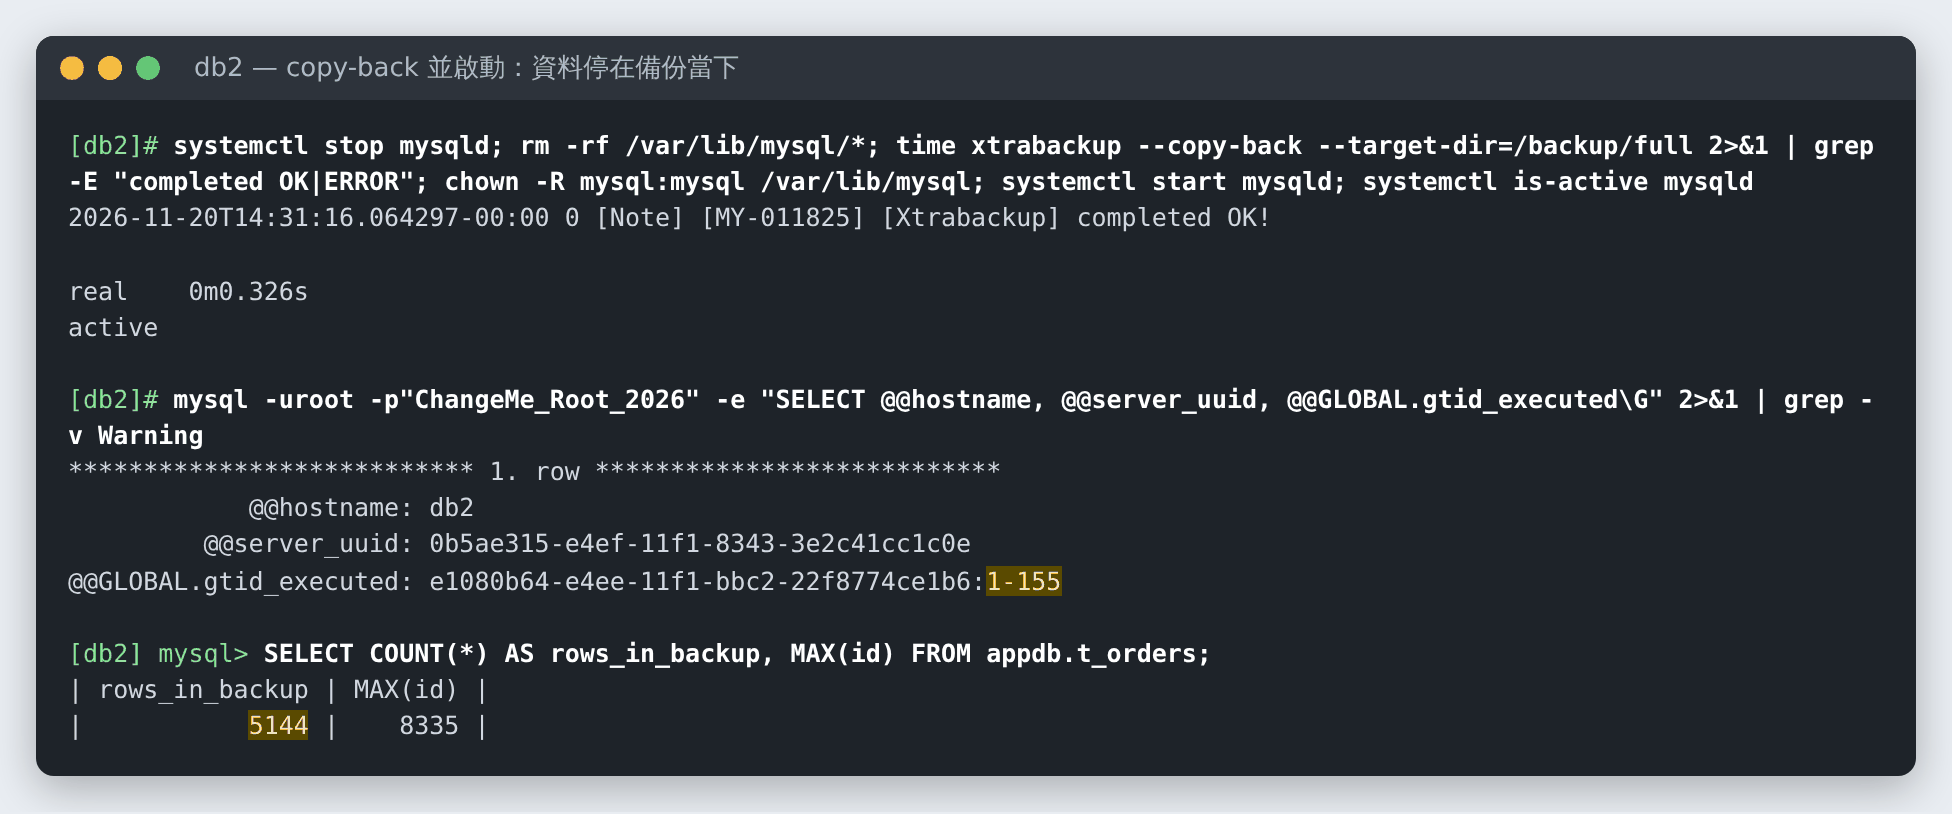 db2 — copy-back 並啟動：資料停在備份當下
[db2]# systemctl stop mysqld; rm -rf /var/lib/mysql/*; time xtrabackup --copy-back --target-dir=/backup/full 2>&1 | grep
-E "completed OK|ERROR"; chown -R mysql:mysql /var/lib/mysql; systemctl start mysqld; systemctl is-active mysqld
2026-11-20T14:31:16.064297-00:00 0 [Note] [MY-011825] [Xtrabackup] completed OK!
real    0m0.326s
active
[db2]# mysql -uroot -p"ChangeMe_Root_2026" -e "SELECT @@hostname, @@server_uuid, @@GLOBAL.gtid_executed\G" 2>&1 | grep -
v Warning
*************************** 1. row ***************************
            @@hostname: db2
         @@server_uuid: 0b5ae315-e4ef-11f1-8343-3e2c41cc1c0e
@@GLOBAL.gtid_executed: e1080b64-e4ee-11f1-bbc2-22f8774ce1b6:1-155
[db2] mysql> SELECT COUNT(*) AS rows_in_backup, MAX(id) FROM appdb.t_orders;
| rows_in_backup | MAX(id) |
|           5144 |    8335 |